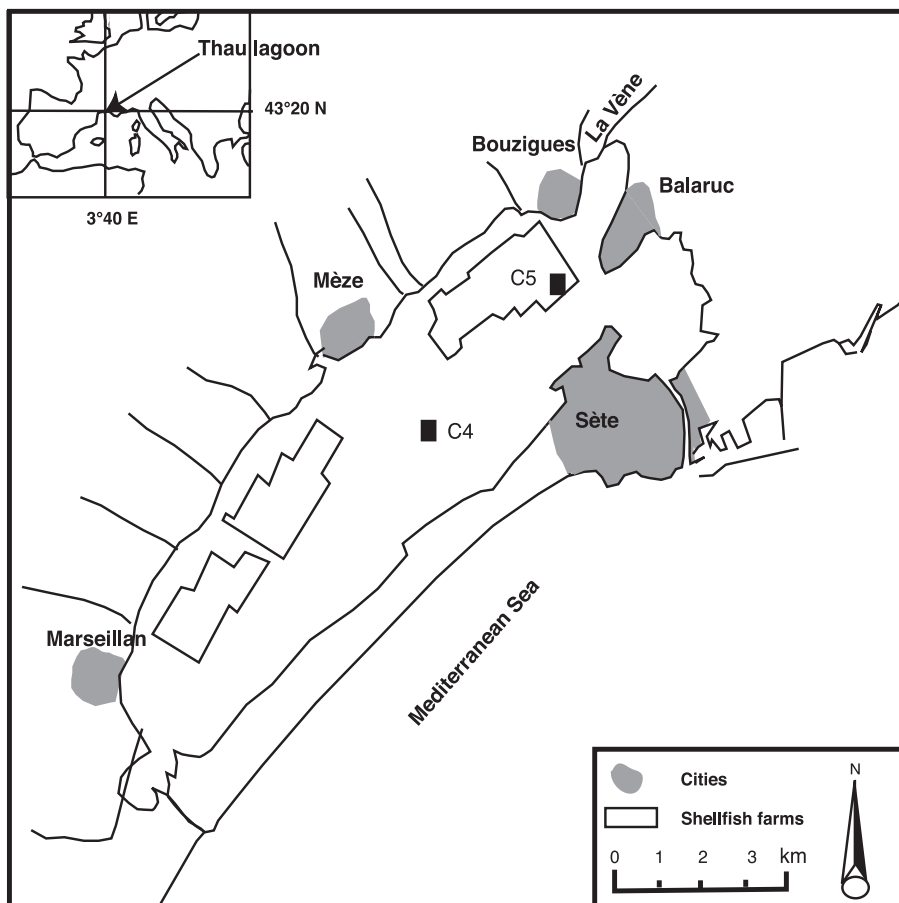 Thau lagoon
43°20 N
3°40 E
La Vène
Bouzigues
Balaruc
C5
Mèze
Sète
C4
Mediterranean Sea
Marseillan
N
Cities
Shellfish farms
0 1 2 3 km